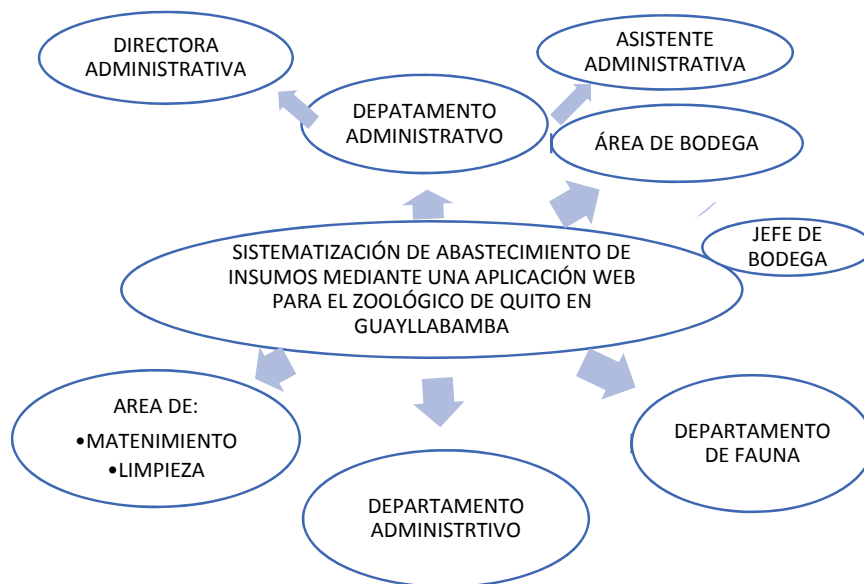 DIRECTORA
ADMINISTRATIVA
ASISTENTE
ADMINISTRATIVA
DEPATAMENTO
ADMINISTRATVO
ÁREA DE BODEGA
JEFE DE
BODEGA
SISTEMATIZACIÓN DE ABASTECIMIENTO DE
INSUMOS MEDIANTE UNA APLICACIÓN WEB
PARA EL ZOOLÓGICO DE QUITO EN
GUAYLLABAMBA
AREA DE:
•MATENIMIENTO
•LIMPIEZA
DEPARTAMENTO
ADMINISTRTIVO
DEPARTAMENTO
DE FAUNA